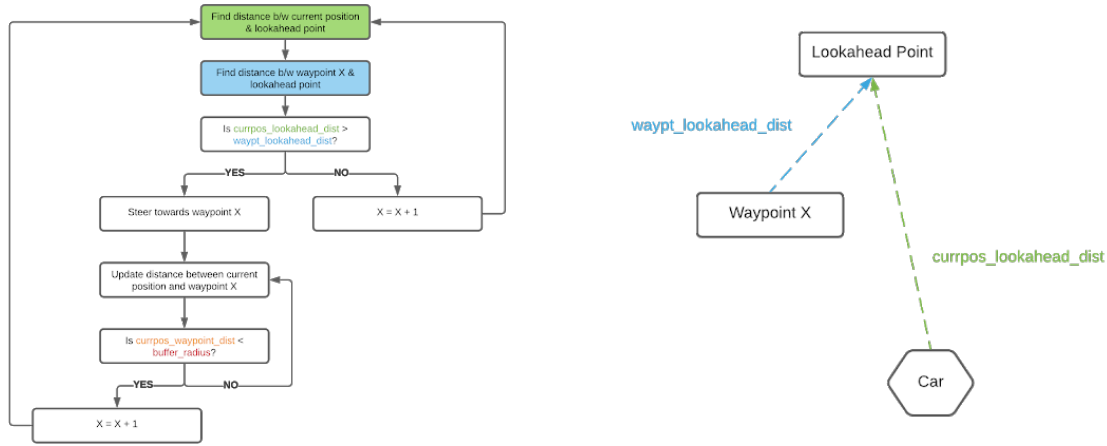 Find distance b/w current position
& lookahead point
Find distance b/w waypoint X &
lookahead point
Is currpos_lookahead_dist >
waypt_lookahead_dist?
YES
NO
Steer towards waypoint X
X = X + 1
Update distance between current
position and waypoint X
Is currpos_waypoint_dist <
buffer_radius?
YES
NO
X = X + 1
Lookahead Point
waypt_lookahead_dist
Waypoint X
currpos_lookahead_dist
Car